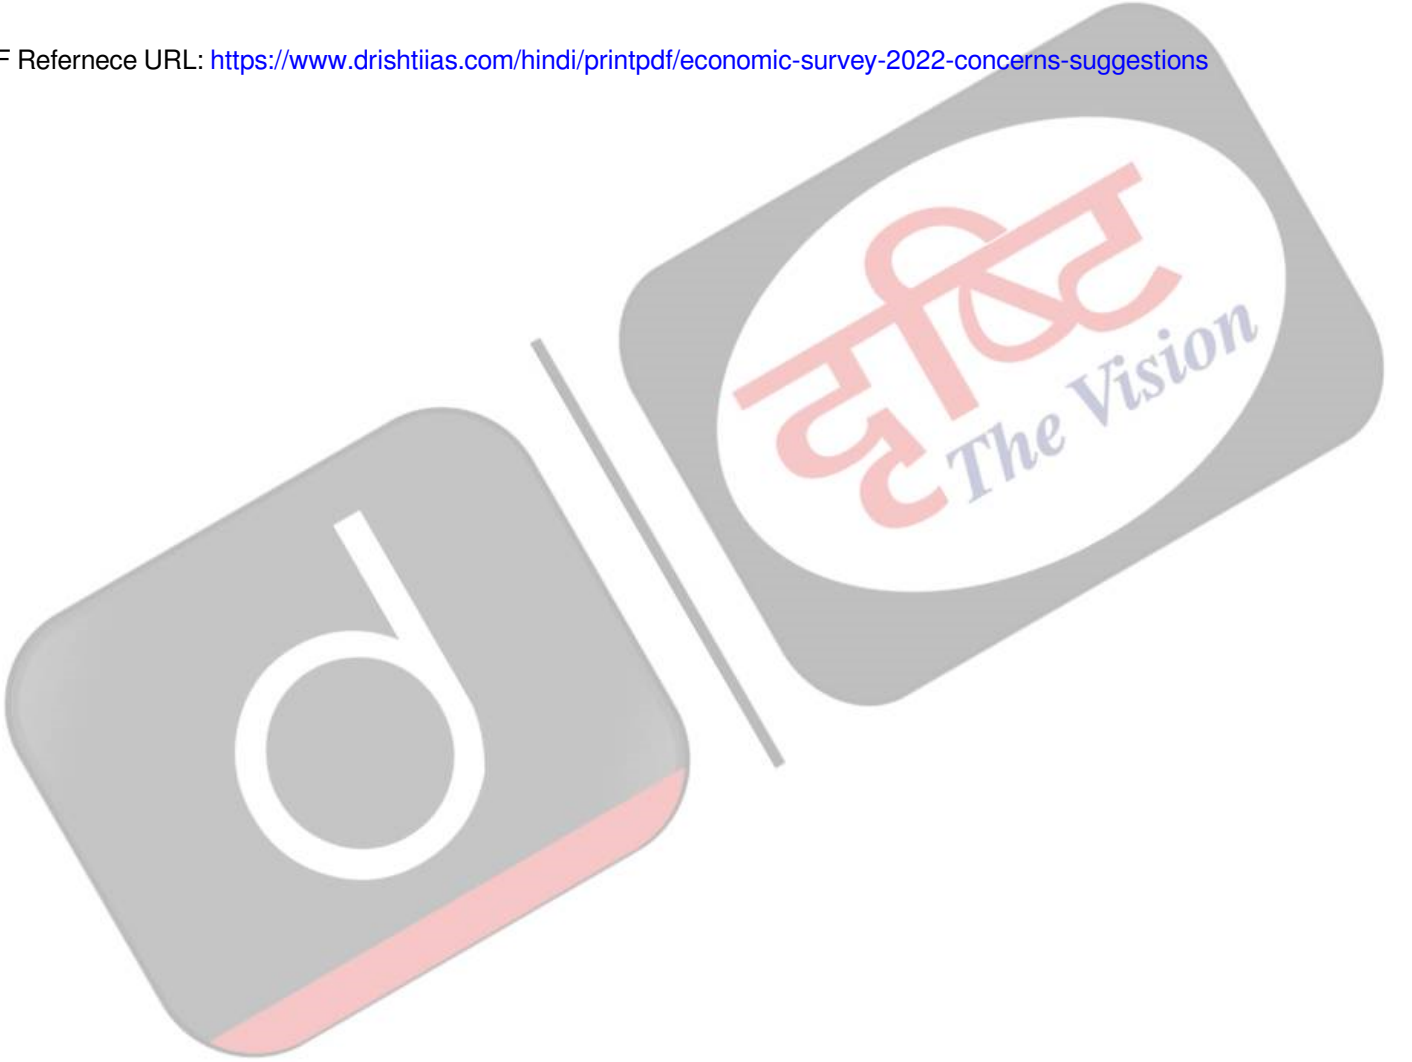 F Refernece URL: https://www.drishtiias.com/hindi/printpdf/economic-survey-2022-concerns-suggestions
दृष्टि
The Vision
d